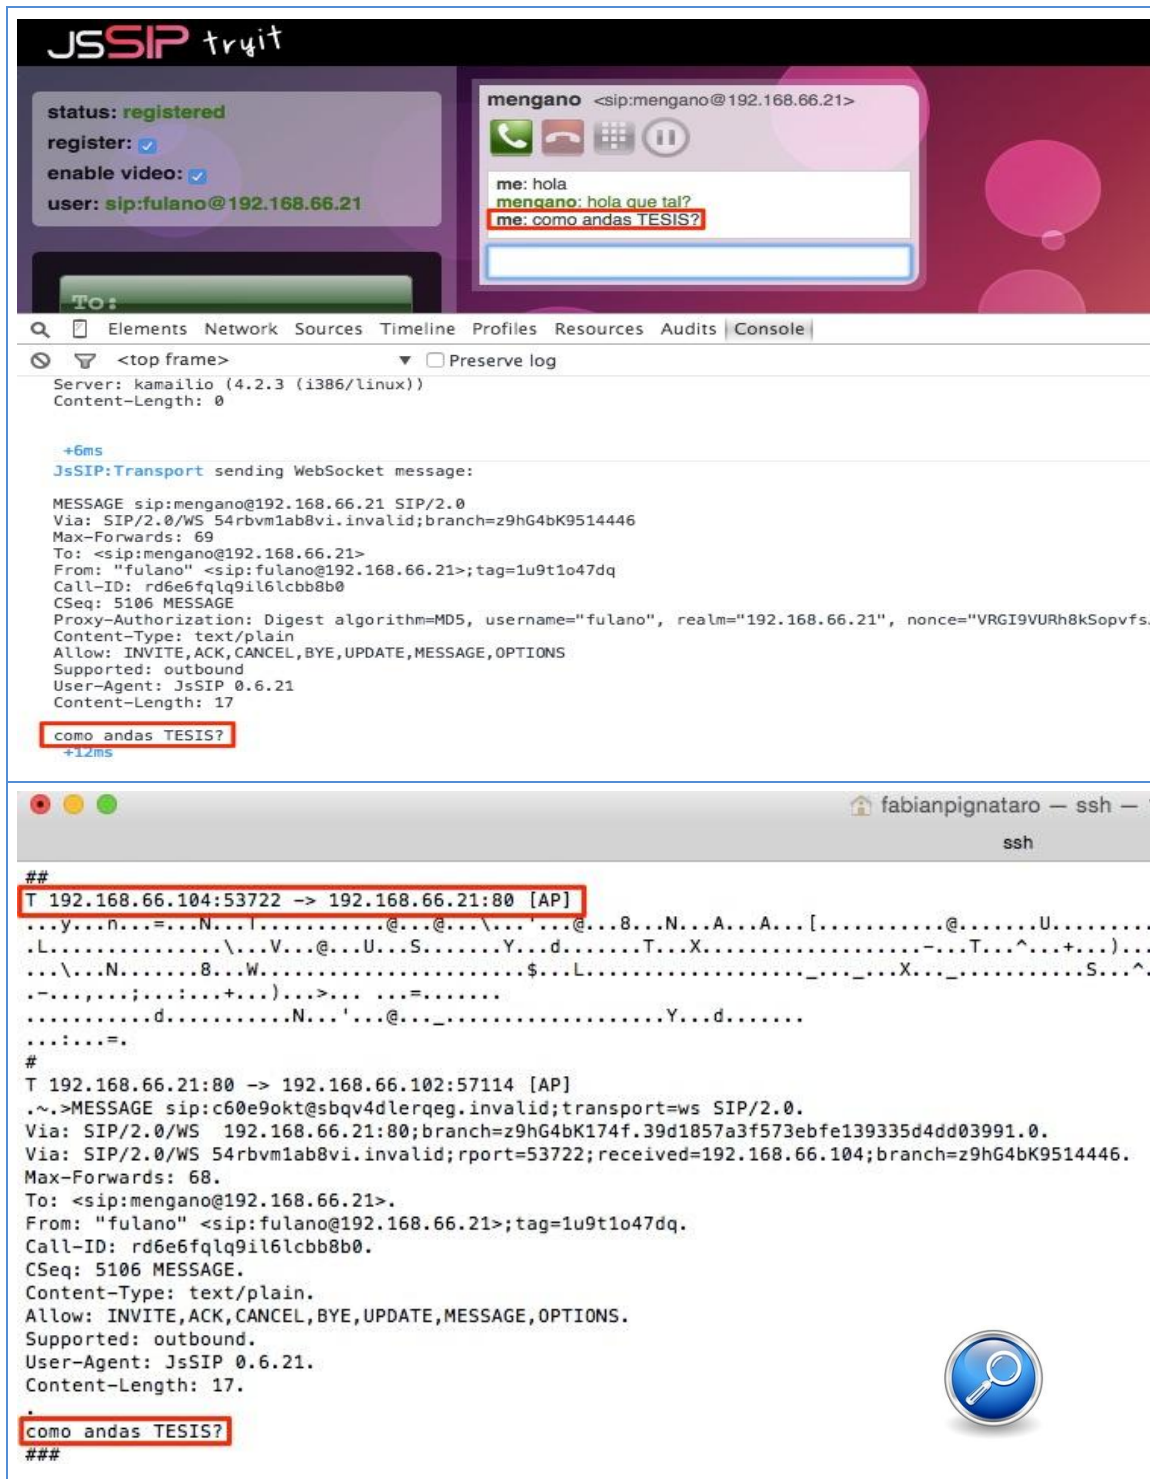 JSSIP tryit
status: registered
register:
enable video:
user: sip:fulano@192.168.66.21
To:
mengano <sip:mengano@192.168.66.21>
me: hola
mengano: hola que tal?
me: como andas TESIS?
Elements Network Sources Timeline Profiles Resources Audits Console
<top frame> Preserve log
Server: kamailio (4.2.3 (i386/linux))
Content-Length: 0
+6ms
JsSIP:Transport sending WebSocket message:
MESSAGE sip:mengano@192.168.66.21 SIP/2.0
Via: SIP/2.0/WS 54rbvm1ab8vi.invalid;branch=z9hG4bK9514446
Max-Forwards: 69
To: <sip:mengano@192.168.66.21>
From: "fulano" <sip:fulano@192.168.66.21>;tag=1u9t1o47dq
Call-ID: rd6e6fqlq9il6lcbb8b0
CSeq: 5106 MESSAGE
Proxy-Authorization: Digest algorithm=MD5, username="fulano", realm="192.168.66.21", nonce="VRGI9VURh8kSopvfs
Content-Type: text/plain
Allow: INVITE,ACK,CANCEL,BYE,UPDATE,MESSAGE,OPTIONS
Supported: outbound
User-Agent: JsSIP 0.6.21
Content-Length: 17
como andas TESIS?
+12ms
fabianpignataro — ssh —
ssh
##
T 192.168.66.104:53722 -> 192.168.66.21:80 [AP]
#
T 192.168.66.21:80 -> 192.168.66.102:57114 [AP]
.~.>MESSAGE sip:c60e9okt@sbqv4dlerqeg.invalid;transport=ws SIP/2.0.
Via: SIP/2.0/WS  192.168.66.21:80;branch=z9hG4bK174f.39d1857a3f573ebfe139335d4dd03991.0.
Via: SIP/2.0/WS 54rbvm1ab8vi.invalid;rport=53722;received=192.168.66.104;branch=z9hG4bK9514446.
Max-Forwards: 68.
To: <sip:mengano@192.168.66.21>.
From: "fulano" <sip:fulano@192.168.66.21>;tag=1u9t1o47dq.
Call-ID: rd6e6fqlq9il6lcbb8b0.
CSeq: 5106 MESSAGE.
Content-Type: text/plain.
Allow: INVITE,ACK,CANCEL,BYE,UPDATE,MESSAGE,OPTIONS.
Supported: outbound.
User-Agent: JsSIP 0.6.21.
Content-Length: 17.
.
como andas TESIS?
###